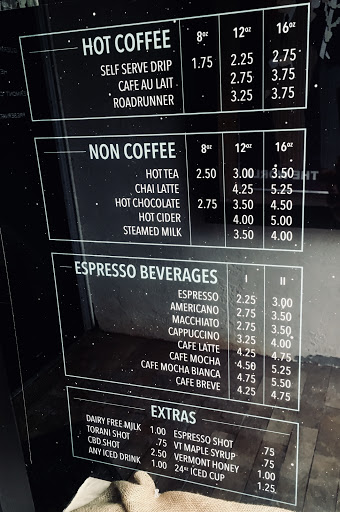 HOT COFFEE 8oz 12oz 16oz
SELF SERVE DRIP 1.75 2.25 2.75
CAFE AU LAIT 2.75 3.75
ROADRUNNER 3.25 3.75
NON COFFEE 8oz 12oz 16oz
HOT TEA 2.50 3.00 3.50
CHAI LATTE 4.25 5.25
HOT CHOCOLATE 2.75 3.50 4.50
HOT CIDER 4.00 5.00
STEAMED MILK 3.50 4.00
ESPRESSO BEVERAGES I II
ESPRESSO 2.25 3.00
AMERICANO 2.75 3.50
MACCHIATO 2.75 3.50
CAPPUCCINO 3.25 4.00
CAFE LATTE 4.25 4.75
CAFE MOCHA 4.50 5.25
CAFE MOCHA BIANCA 4.75 5.50
CAFE BREVE 4.25 4.75
EXTRAS
DAIRY FREE MILK 1.00 ESPRESSO SHOT .75
TORANI SHOT .75 VT MAPLE SYRUP .75
CBD SHOT 2.50 VERMONT HONEY 1.00
ANY ICED DRINK 1.00 24oz ICED CUP 1.25